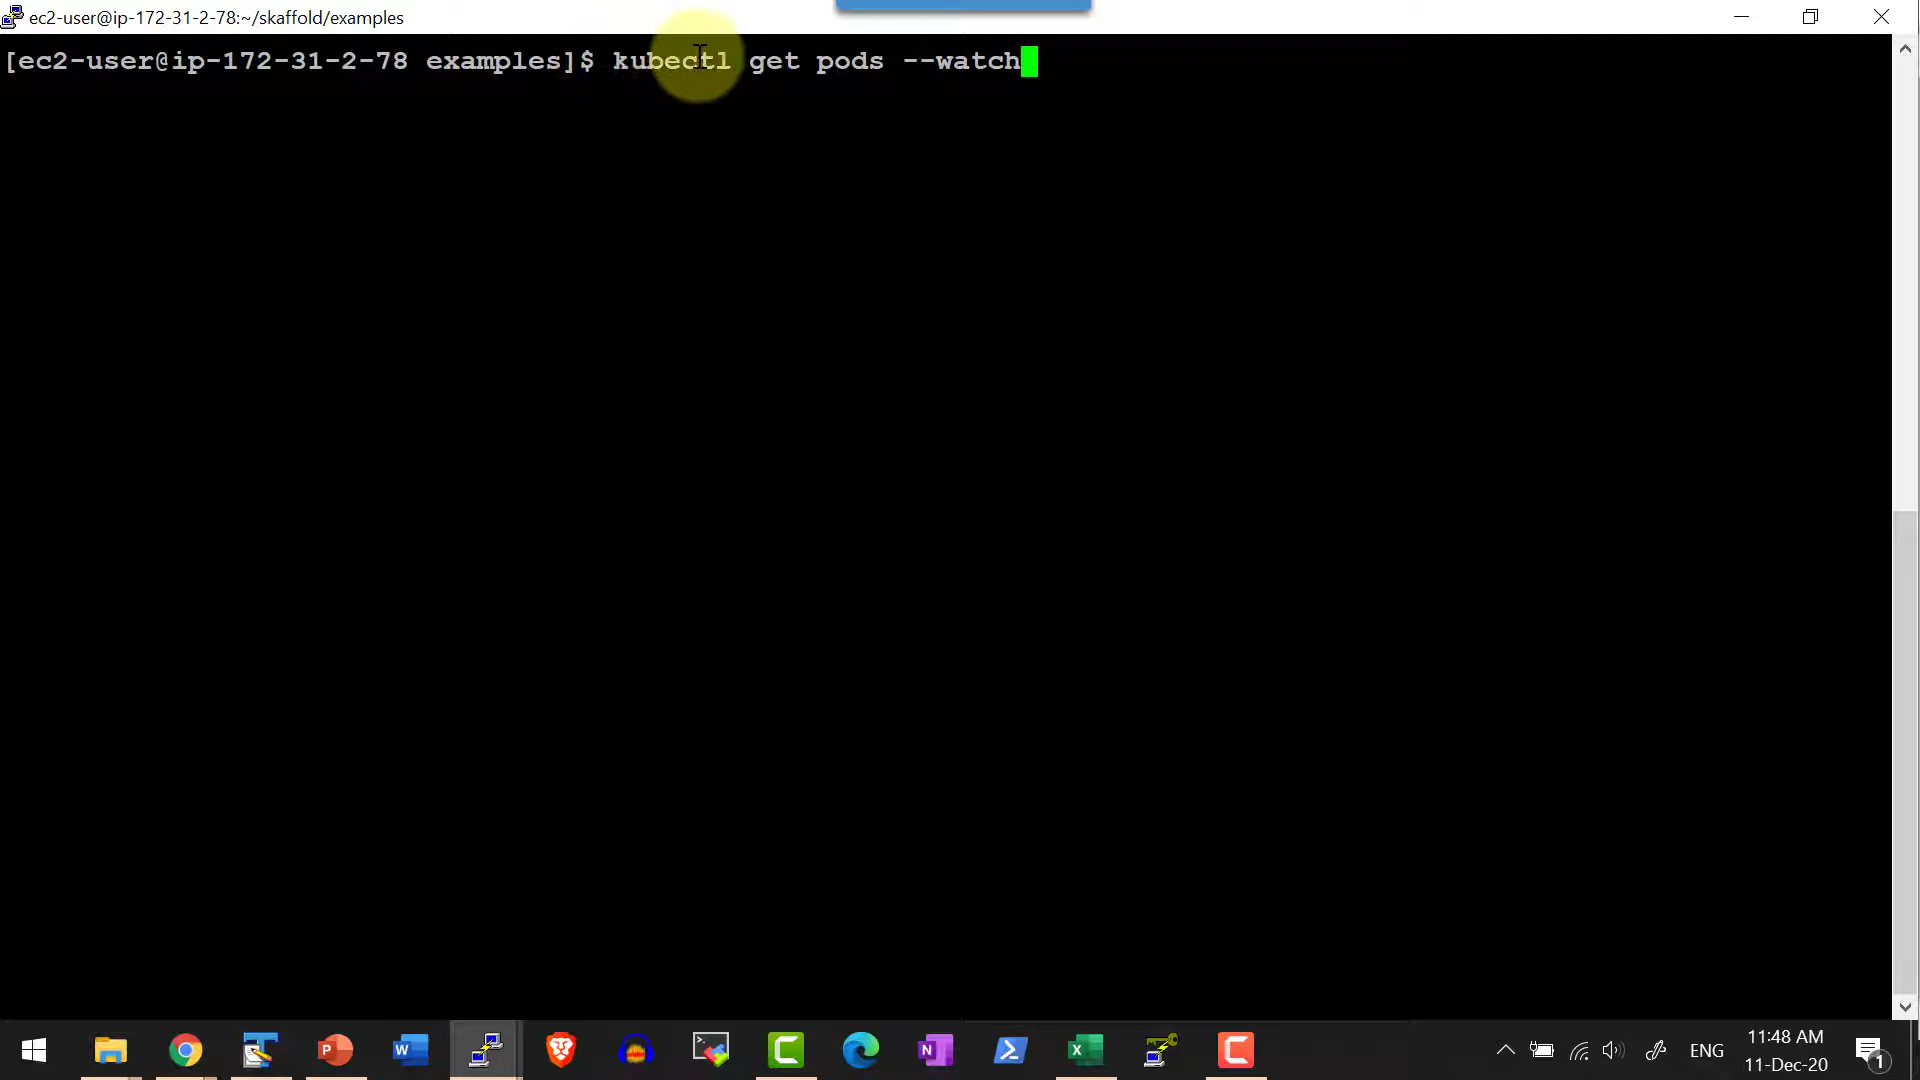 ec2-user@ip-172-31-2-78:~/skaffold/examples
[ec2-user@ip-172-31-2-78 examples]$ kubectl get pods --watch
ENG
11:48 AM
11-Dec-20
1